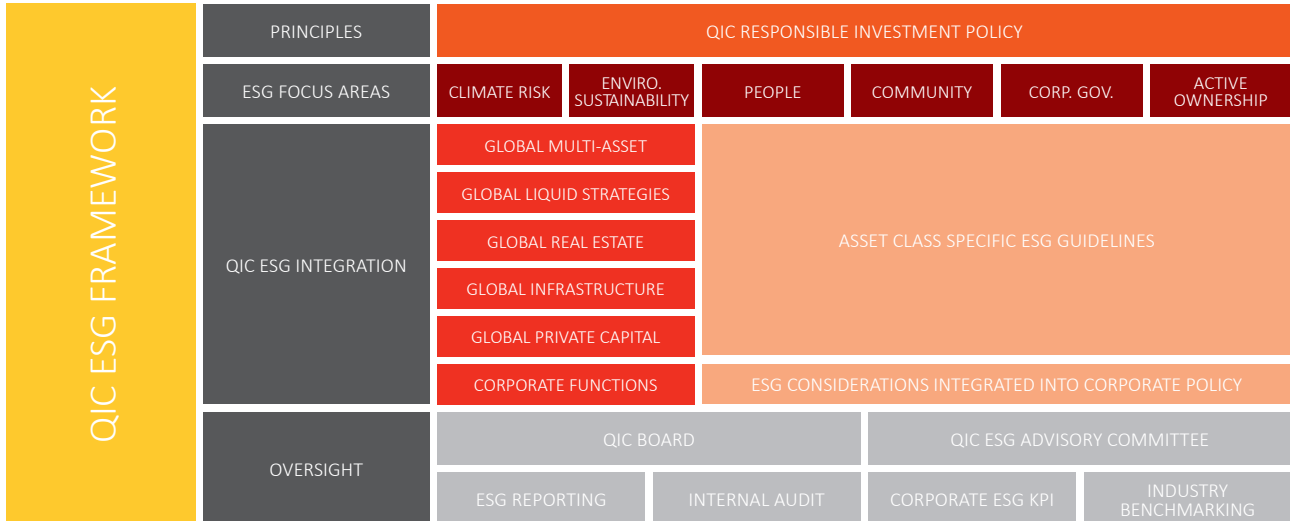 QIC ESG FRAMEWORK
PRINCIPLES
QIC RESPONSIBLE INVESTMENT POLICY
ESG FOCUS AREAS
CLIMATE RISK
ENVIRO.
SUSTAINABILITY
PEOPLE
COMMUNITY
CORP. GOV.
ACTIVE
OWNERSHIP
QIC ESG INTEGRATION
GLOBAL MULTI-ASSET
GLOBAL LIQUID STRATEGIES
GLOBAL REAL ESTATE
GLOBAL INFRASTRUCTURE
GLOBAL PRIVATE CAPITAL
CORPORATE FUNCTIONS
ASSET CLASS SPECIFIC ESG GUIDELINES
ESG CONSIDERATIONS INTEGRATED INTO CORPORATE POLICY
OVERSIGHT
QIC BOARD
QIC ESG ADVISORY COMMITTEE
ESG REPORTING
INTERNAL AUDIT
CORPORATE ESG KPI
INDUSTRY
BENCHMARKING